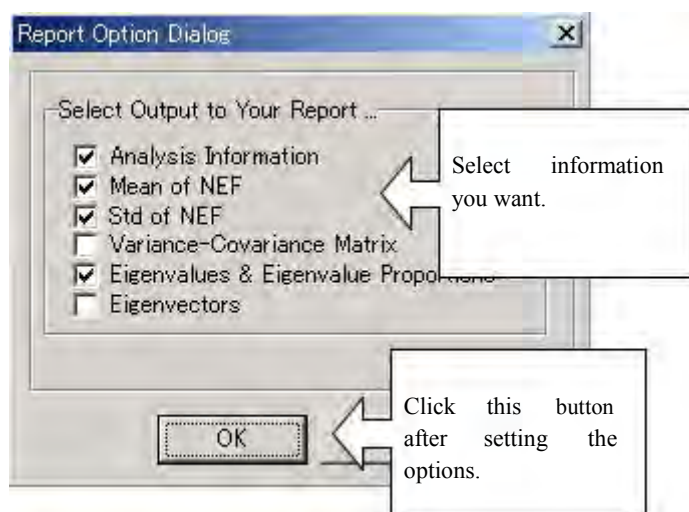 Report Option Dialog
Select Output to Your Report ...
Analysis Information
Mean of NEF
Std of NEF
Variance-Covariance Matrix
Eigenvalues & Eigenvalue Proportions
Eigenvectors
Select information
you want.
OK
Click this button
after setting the
options.